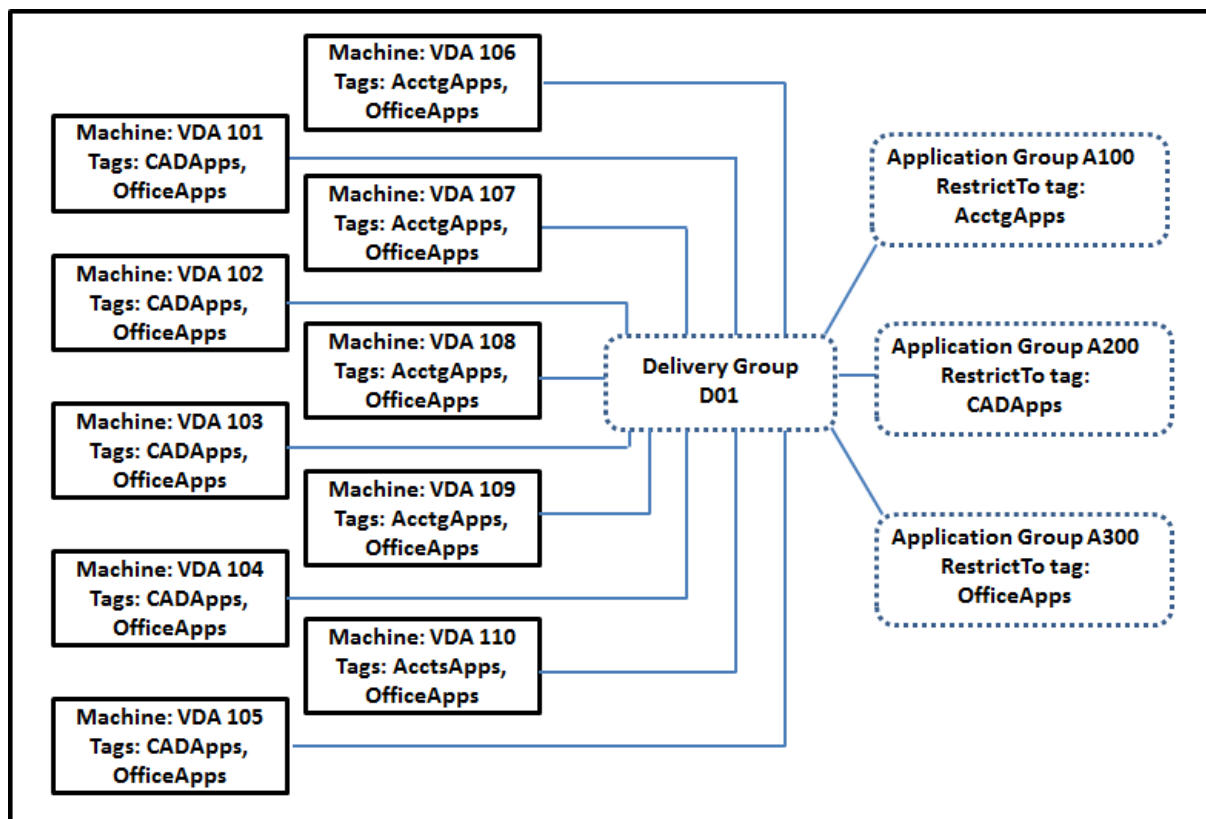 Machine: VDA 106
Tags: AcctgApps,
OfficeApps
Machine: VDA 101
Tags: CADApps,
OfficeApps
Machine: VDA 107
Tags: AcctgApps,
OfficeApps
Machine: VDA 102
Tags: CADApps,
OfficeApps
Machine: VDA 108
Tags: AcctgApps,
OfficeApps
Machine: VDA 103
Tags: CADApps,
OfficeApps
Machine: VDA 109
Tags: AcctgApps,
OfficeApps
Machine: VDA 104
Tags: CADApps,
OfficeApps
Machine: VDA 110
Tags: AcctsApps,
OfficeApps
Machine: VDA 105
Tags: CADApps,
OfficeApps
Delivery Group
D01
Application Group A100
RestrictTo tag:
AcctgApps
Application Group A200
RestrictTo tag:
CADApps
Application Group A300
RestrictTo tag:
OfficeApps